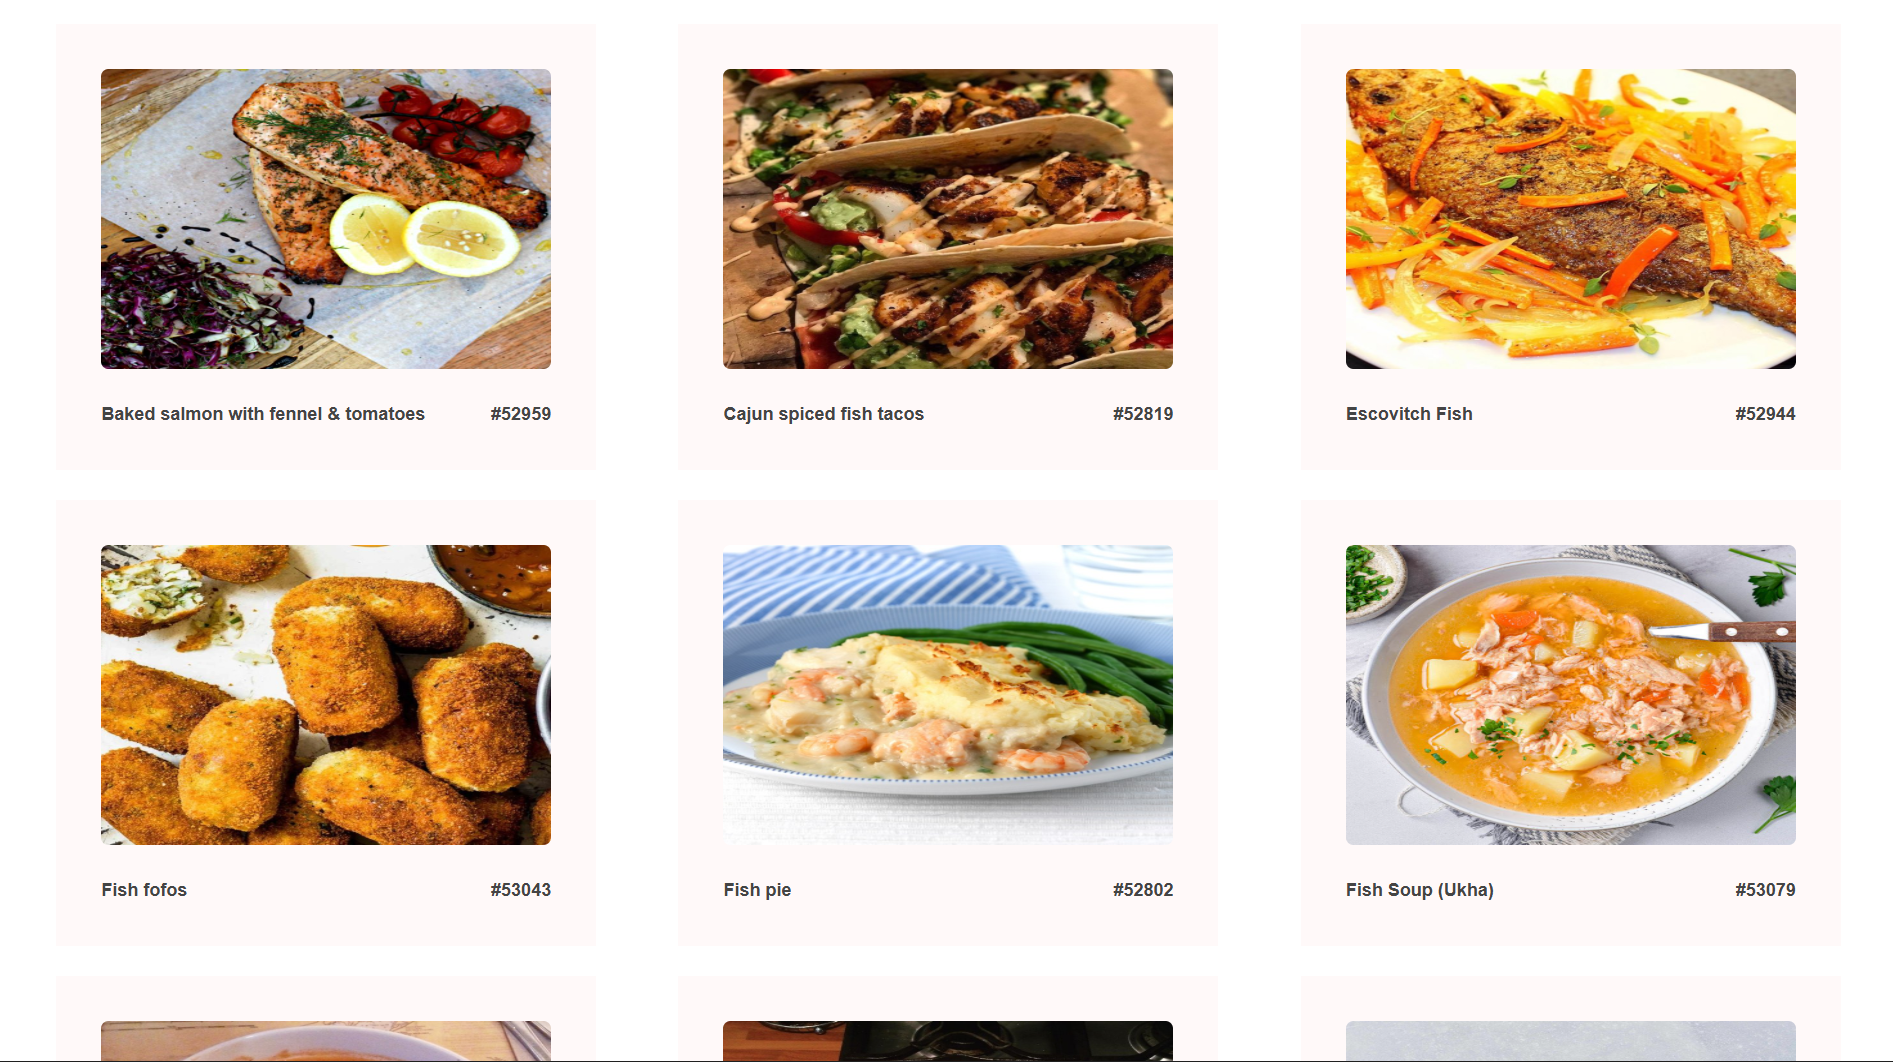 Baked salmon with fennel & tomatoes #52959
Cajun spiced fish tacos #52819
Escovitch Fish #52944
Fish fofos #53043
Fish pie #52802
Fish Soup (Ukha) #53079